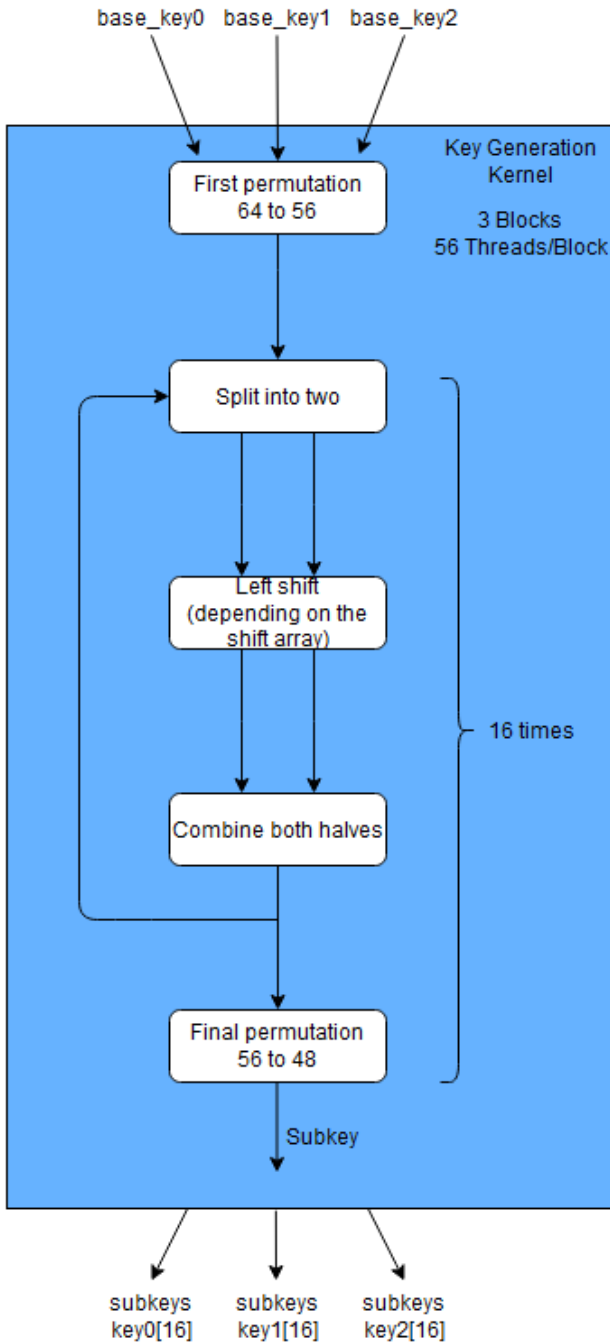 base_key0 base_key1 base_key2
Key Generation
Kernel
3 Blocks
56 Threads/Block
First permutation
64 to 56
Split into two
Left shift
(depending on the
shift array)
16 times
Combine both halves
Final permutation
56 to 48
Subkey
subkeys
key0[16]
subkeys
key1[16]
subkeys
key2[16]